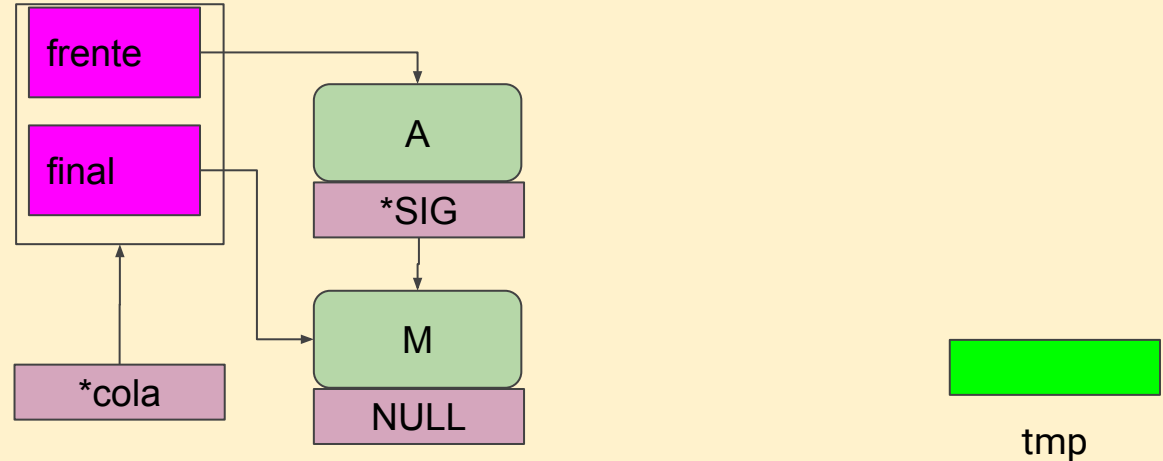 frente
final
*cola
A
*SIG
M
NULL
tmp